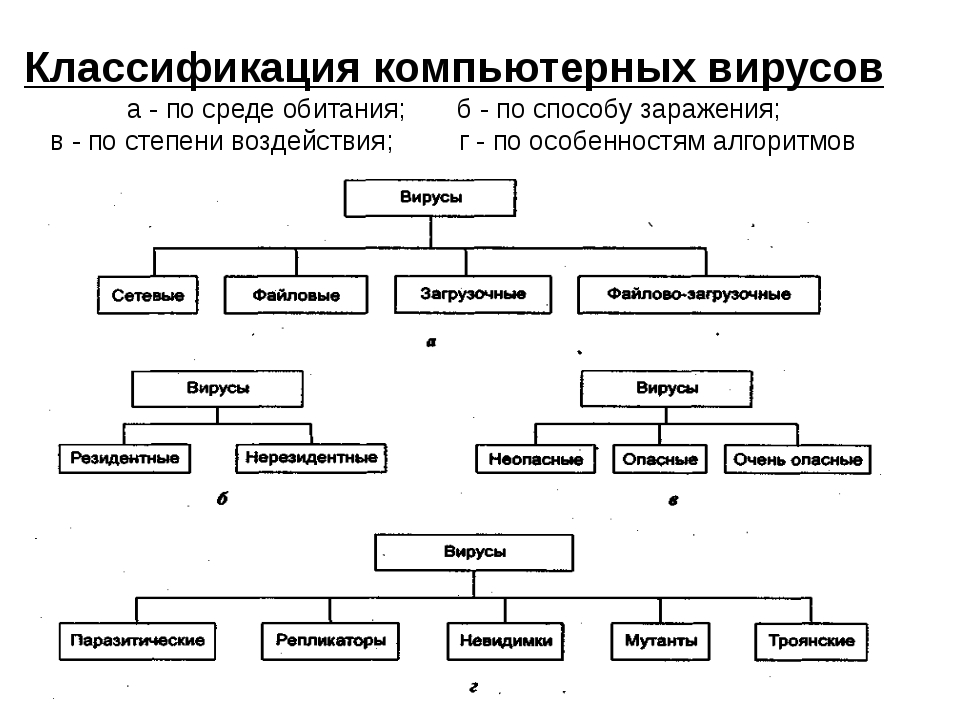 Классификация компьютерных вирусов
а - по среде обитания; б - по способу заражения;
в - по степени воздействия; г - по особенностям алгоритмов
Вирусы
Сетевые Файловые Загрузочные Файлово-загрузочные
а
Вирусы
Резидентные Нерезидентные
б
Вирусы
Неопасные Опасные Очень опасные
в
Вирусы
Паразитические Репликаторы Невидимки Мутанты Троянские
г